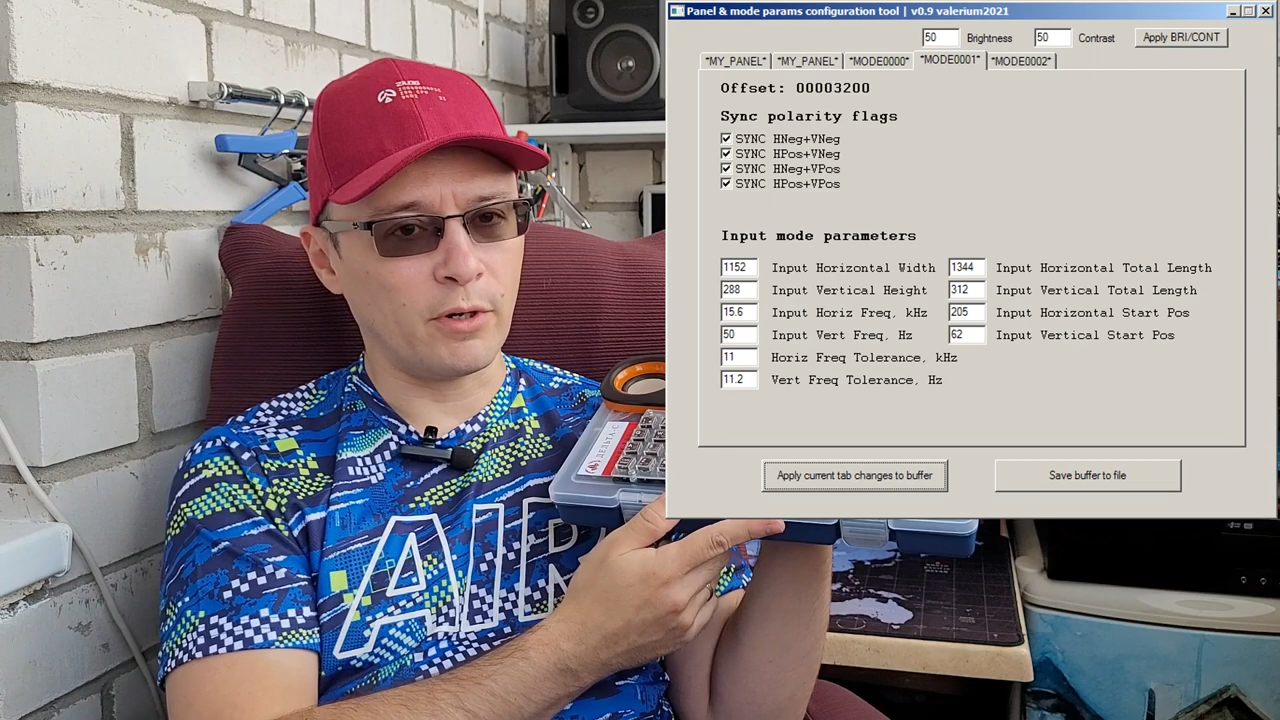 Panel & mode params configuration tool | v0.9 valerium2021
50 Brightness 50 Contrast Apply BRI/CONT
*MY_PANEL* *MY_PANEL* *MODE0000* *MODE0001* *MODE0002*
Offset: 00003200
Sync polarity flags
SYNC HNeg+VNeg
SYNC HPos+VNeg
SYNC HNeg+VPos
SYNC HPos+VPos
Input mode parameters
1152 Input Horizontal Width 1344 Input Horizontal Total Length
288 Input Vertical Height 312 Input Vertical Total Length
15.6 Input Horiz Freq, kHz 205 Input Horizontal Start Pos
50 Input Vert Freq, Hz 62 Input Vertical Start Pos
11 Horiz Freq Tolerance, kHz
11.2 Vert Freq Tolerance, Hz
Apply current tab changes to buffer Save buffer to file
ZILOG
Z80 CPU
ДЕЛЬТА-С
AIR